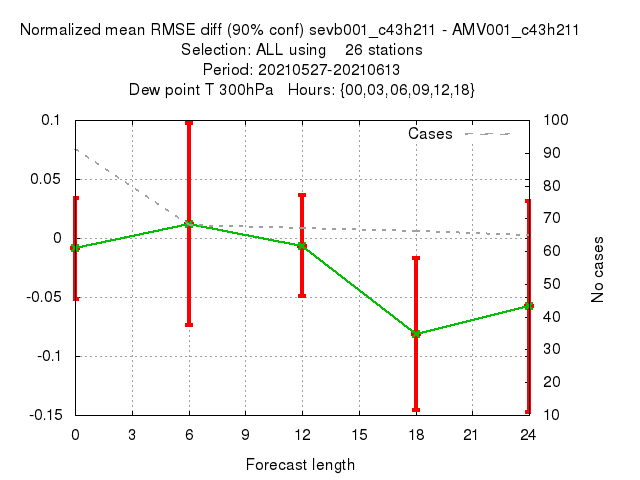 Normalized mean RMSE diff (90% conf) sevb001_c43h211 - AMV001_c43h211
Selection: ALL using    26 stations
Period: 20210527-20210613
Dew point T 300hPa   Hours: {00,03,06,09,12,18}
Cases
0.1
0.05
0
-0.05
-0.1
-0.15
100
90
80
70
60
50
40
30
20
10
No cases
0 3 6 9 12 15 18 21 24
Forecast length